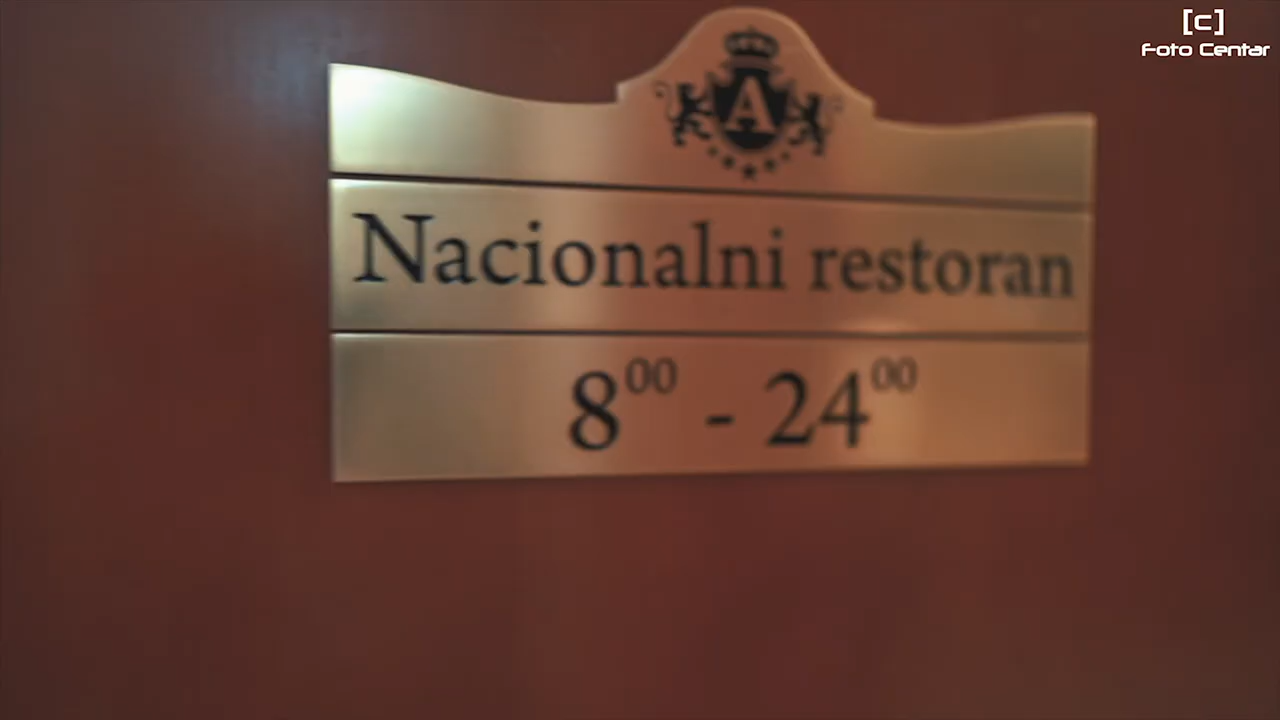 [c]
Foto Centar
A
Nacionalni restoran
8⁰⁰ - 24⁰⁰